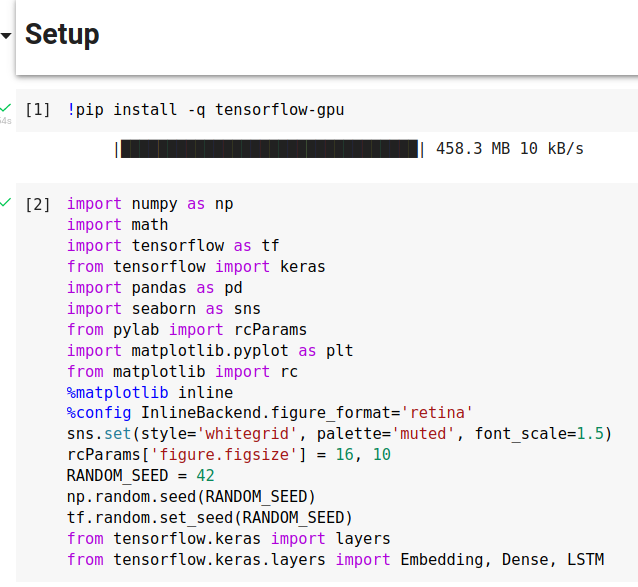 Setup
[1] !pip install -q tensorflow-gpu
|████████████████████████████████| 458.3 MB 10 kB/s
[2] import numpy as np
import math
import tensorflow as tf
from tensorflow import keras
import pandas as pd
import seaborn as sns
from pylab import rcParams
import matplotlib.pyplot as plt
from matplotlib import rc
%matplotlib inline
%config InlineBackend.figure_format='retina'
sns.set(style='whitegrid', palette='muted', font_scale=1.5)
rcParams['figure.figsize'] = 16, 10
RANDOM_SEED = 42
np.random.seed(RANDOM_SEED)
tf.random.set_seed(RANDOM_SEED)
from tensorflow.keras import layers
from tensorflow.keras.layers import Embedding, Dense, LSTM